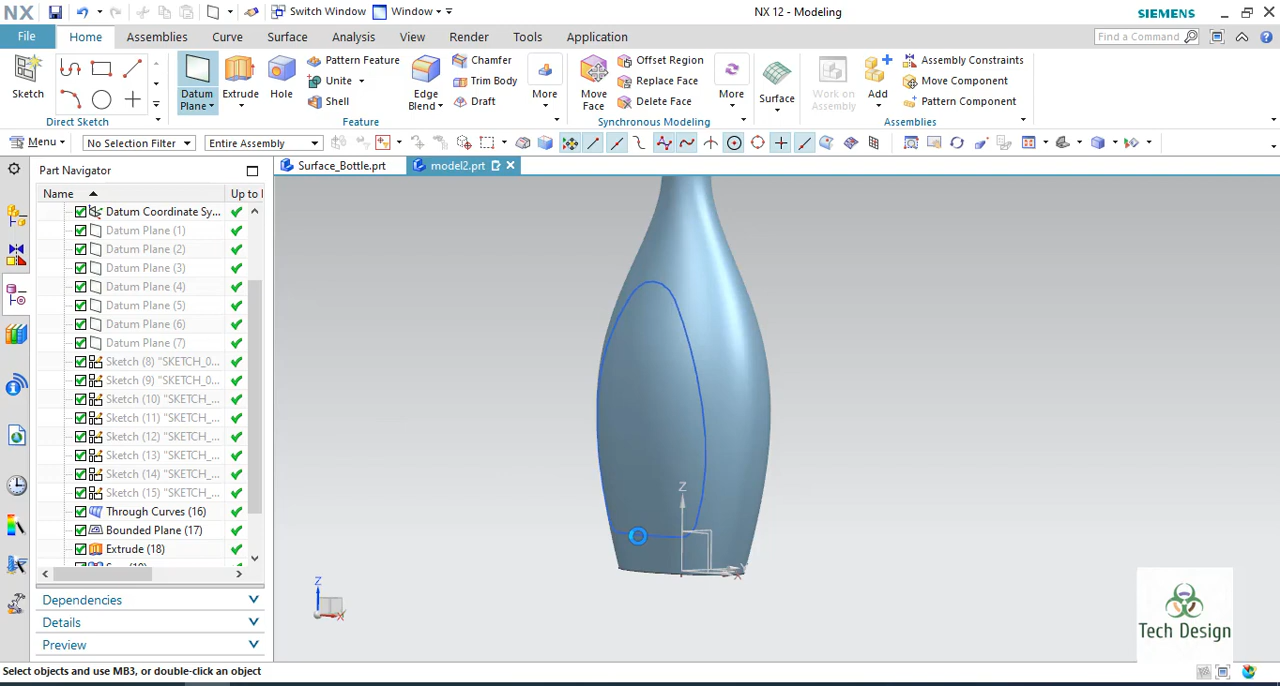 NX
Switch Window
Window
NX 12 - Modeling
SIEMENS
File
Home
Assemblies
Curve
Surface
Analysis
View
Render
Tools
Application
Find a Command
Sketch
Direct Sketch
Datum Plane
Extrude
Hole
Pattern Feature
Unite
Shell
Edge Blend
Chamfer
Trim Body
Draft
More
Feature
Move Face
Offset Region
Replace Face
Delete Face
More
Synchronous Modeling
Surface
Work on Assembly
Add
Assembly Constraints
Move Component
Pattern Component
Assemblies
Menu
No Selection Filter
Entire Assembly
Part Navigator
Surface_Bottle.prt
model2.prt
Name
Up to
Datum Coordinate Sy...
Datum Plane (1)
Datum Plane (2)
Datum Plane (3)
Datum Plane (4)
Datum Plane (5)
Datum Plane (6)
Datum Plane (7)
Sketch (8) "SKETCH_0...
Sketch (9) "SKETCH_0...
Sketch (10) "SKETCH_...
Sketch (11) "SKETCH_...
Sketch (12) "SKETCH_...
Sketch (13) "SKETCH_...
Sketch (14) "SKETCH_...
Sketch (15) "SKETCH_...
Through Curves (16)
Bounded Plane (17)
Extrude (18)
Dependencies
Details
Preview
Z
Z
X
Tech Design
Select objects and use MB3, or double-click an object